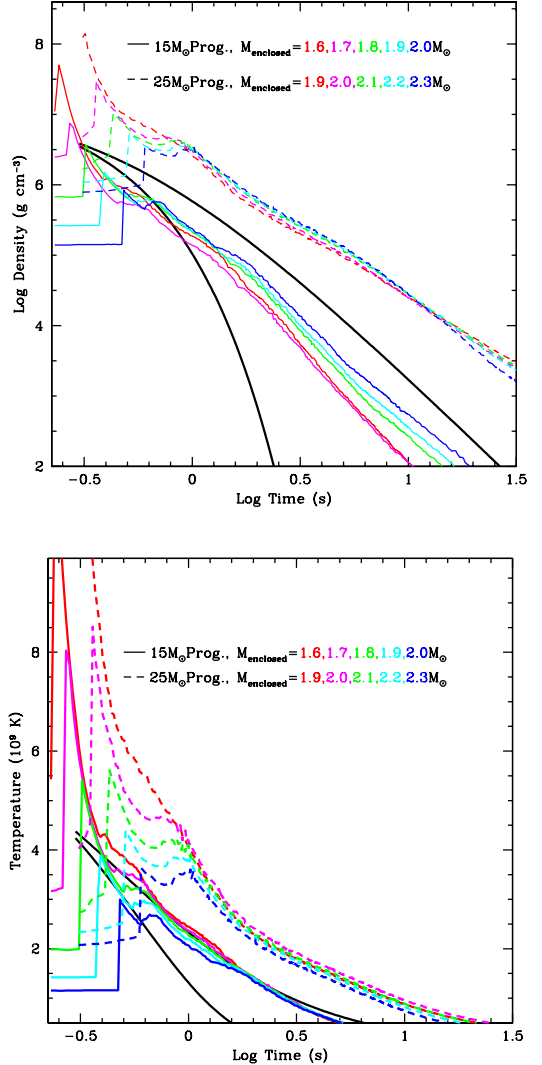 8
15M⊙Prog., Menclosed=1.6,1.7,1.8,1.9,2.0M⊙
25M⊙Prog., Menclosed=1.9,2.0,2.1,2.2,2.3M⊙
6
Log Density (g cm⁻³)
4
2
−0.5 0 0.5 1 1.5
Log Time (s)
8
15M⊙Prog., Menclosed=1.6,1.7,1.8,1.9,2.0M⊙
25M⊙Prog., Menclosed=1.9,2.0,2.1,2.2,2.3M⊙
6
Temperature (10⁹ K)
4
2
−0.5 0 0.5 1 1.5
Log Time (s)